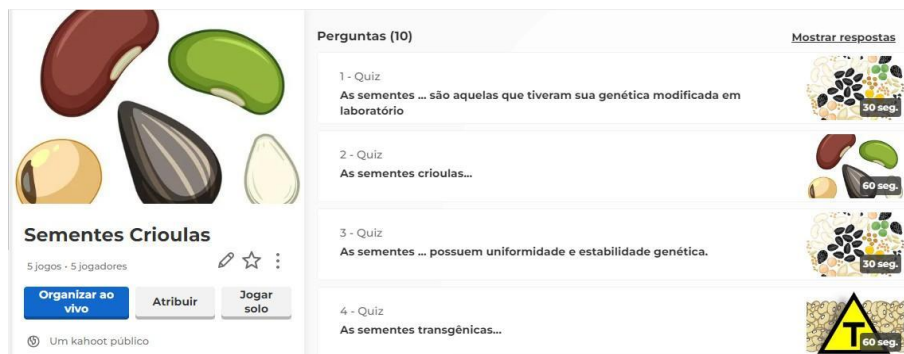 Sementes Crioulas
5 jogos • 5 jogadores
Organizar ao
vivo
Atribuir
Jogar
solo
Um kahoot público
Perguntas (10)
Mostrar respostas
1 - Quiz
As sementes ... são aquelas que tiveram sua genética modificada em
laboratório
30 seg.
2 - Quiz
As sementes crioulas...
60 seg.
3 - Quiz
As sementes ... possuem uniformidade e estabilidade genética.
30 seg.
4 - Quiz
As sementes transgênicas...
T
60 seg.